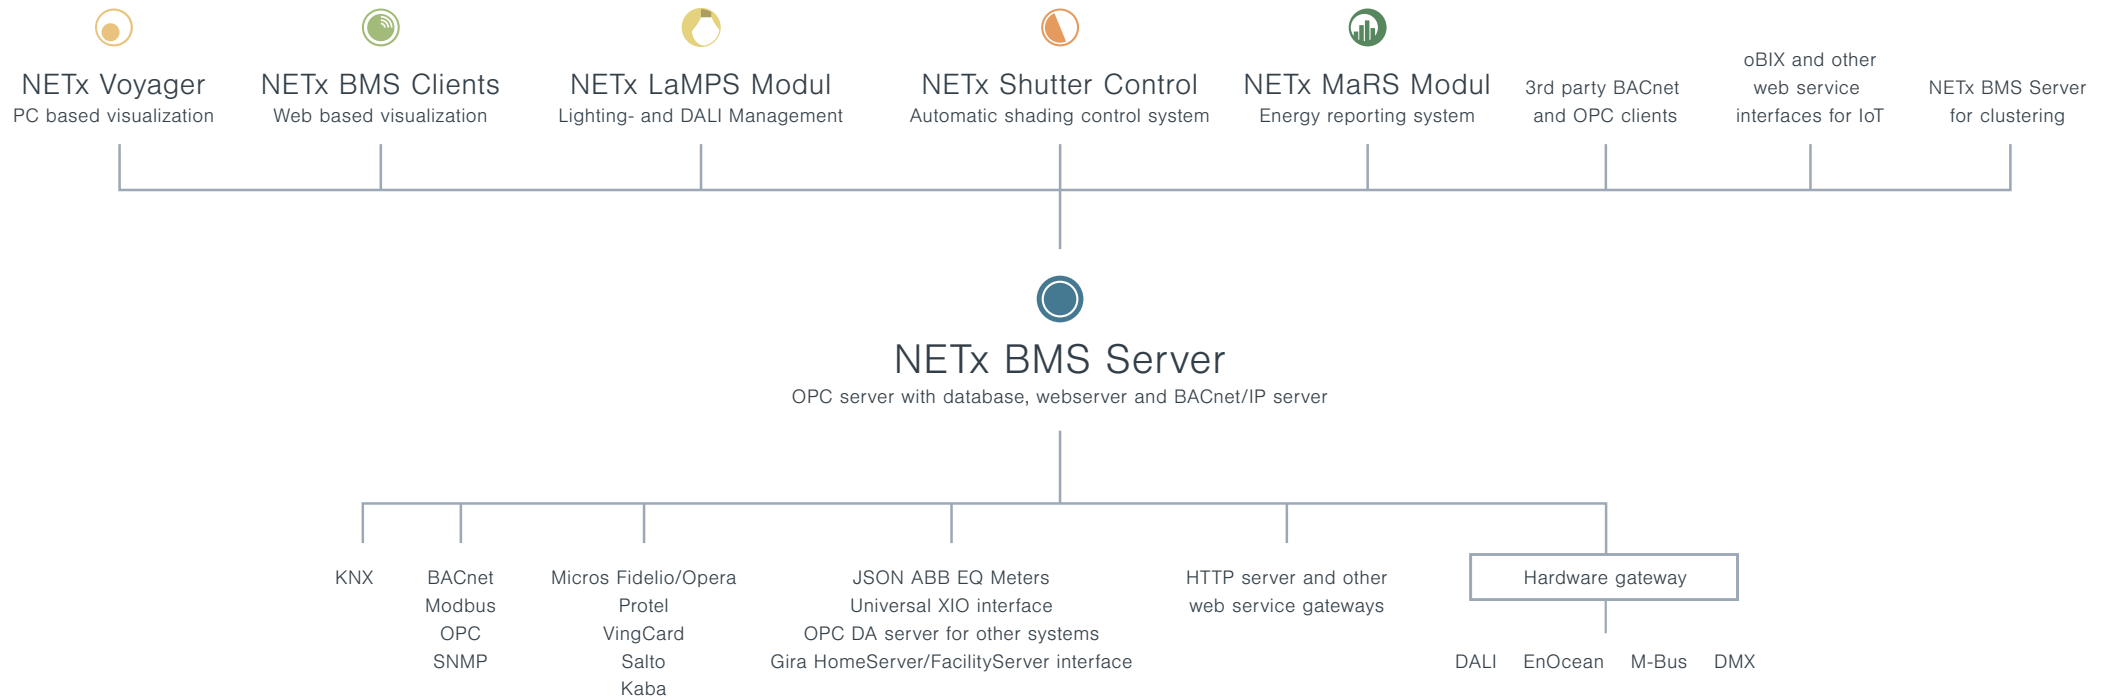 NETx Voyager
PC based visualization
NETx BMS Clients
Web based visualization
NETx LaMPS Modul
Lighting- and DALI Management
NETx Shutter Control
Automatic shading control system
NETx MaRS Modul
Energy reporting system
3rd party BACnet
and OPC clients
oBIX and other
web service
interfaces for IoT
NETx BMS Server
for clustering
NETx BMS Server
OPC server with database, webserver and BACnet/IP server
KNX
BACnet
Modbus
OPC
SNMP
Micros Fidelio/Opera
Protel
VingCard
Salto
Kaba
JSON ABB EQ Meters
Universal XIO interface
OPC DA server for other systems
Gira HomeServer/FacilityServer interface
HTTP server and other
web service gateways
Hardware gateway
DALI EnOcean M-Bus DMX